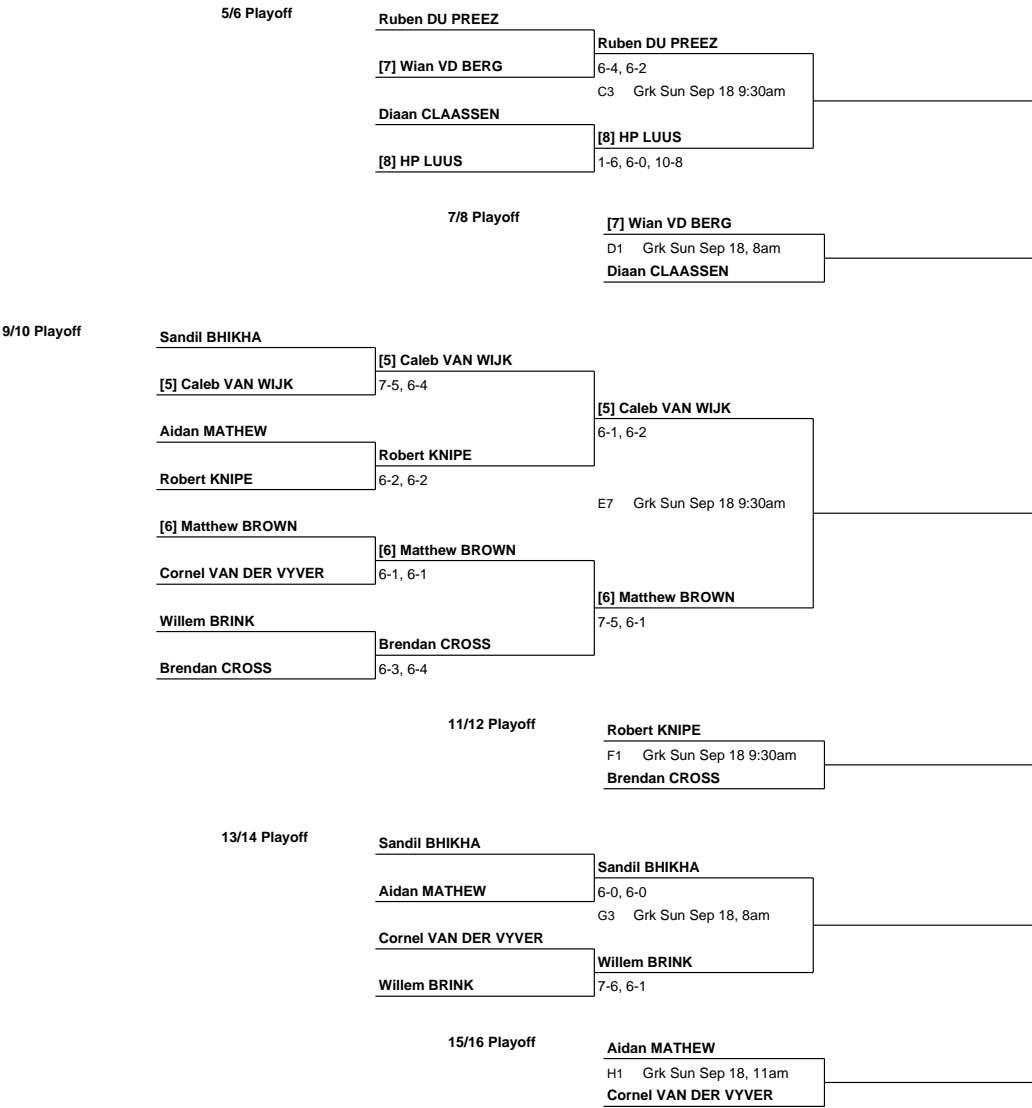 5/6 Playoff
Ruben DU PREEZ
Ruben DU PREEZ
[7] Wian VD BERG
6-4, 6-2
C3 Grk Sun Sep 18 9:30am
Diaan CLAASSEN
[8] HP LUUS
[8] HP LUUS
1-6, 6-0, 10-8
7/8 Playoff
[7] Wian VD BERG
D1 Grk Sun Sep 18, 8am
Diaan CLAASSEN
9/10 Playoff
Sandil BHIKHA
[5] Caleb VAN WIJK
[5] Caleb VAN WIJK
7-5, 6-4
[5] Caleb VAN WIJK
Aidan MATHEW
6-1, 6-2
Robert KNIPE
Robert KNIPE
6-2, 6-2
E7 Grk Sun Sep 18 9:30am
[6] Matthew BROWN
[6] Matthew BROWN
Cornel VAN DER VYVER
6-1, 6-1
[6] Matthew BROWN
Willem BRINK
7-5, 6-1
Brendan CROSS
Brendan CROSS
6-3, 6-4
11/12 Playoff
Robert KNIPE
F1 Grk Sun Sep 18 9:30am
Brendan CROSS
13/14 Playoff
Sandil BHIKHA
Sandil BHIKHA
Aidan MATHEW
6-0, 6-0
G3 Grk Sun Sep 18, 8am
Cornel VAN DER VYVER
Willem BRINK
Willem BRINK
7-6, 6-1
15/16 Playoff
Aidan MATHEW
H1 Grk Sun Sep 18, 11am
Cornel VAN DER VYVER